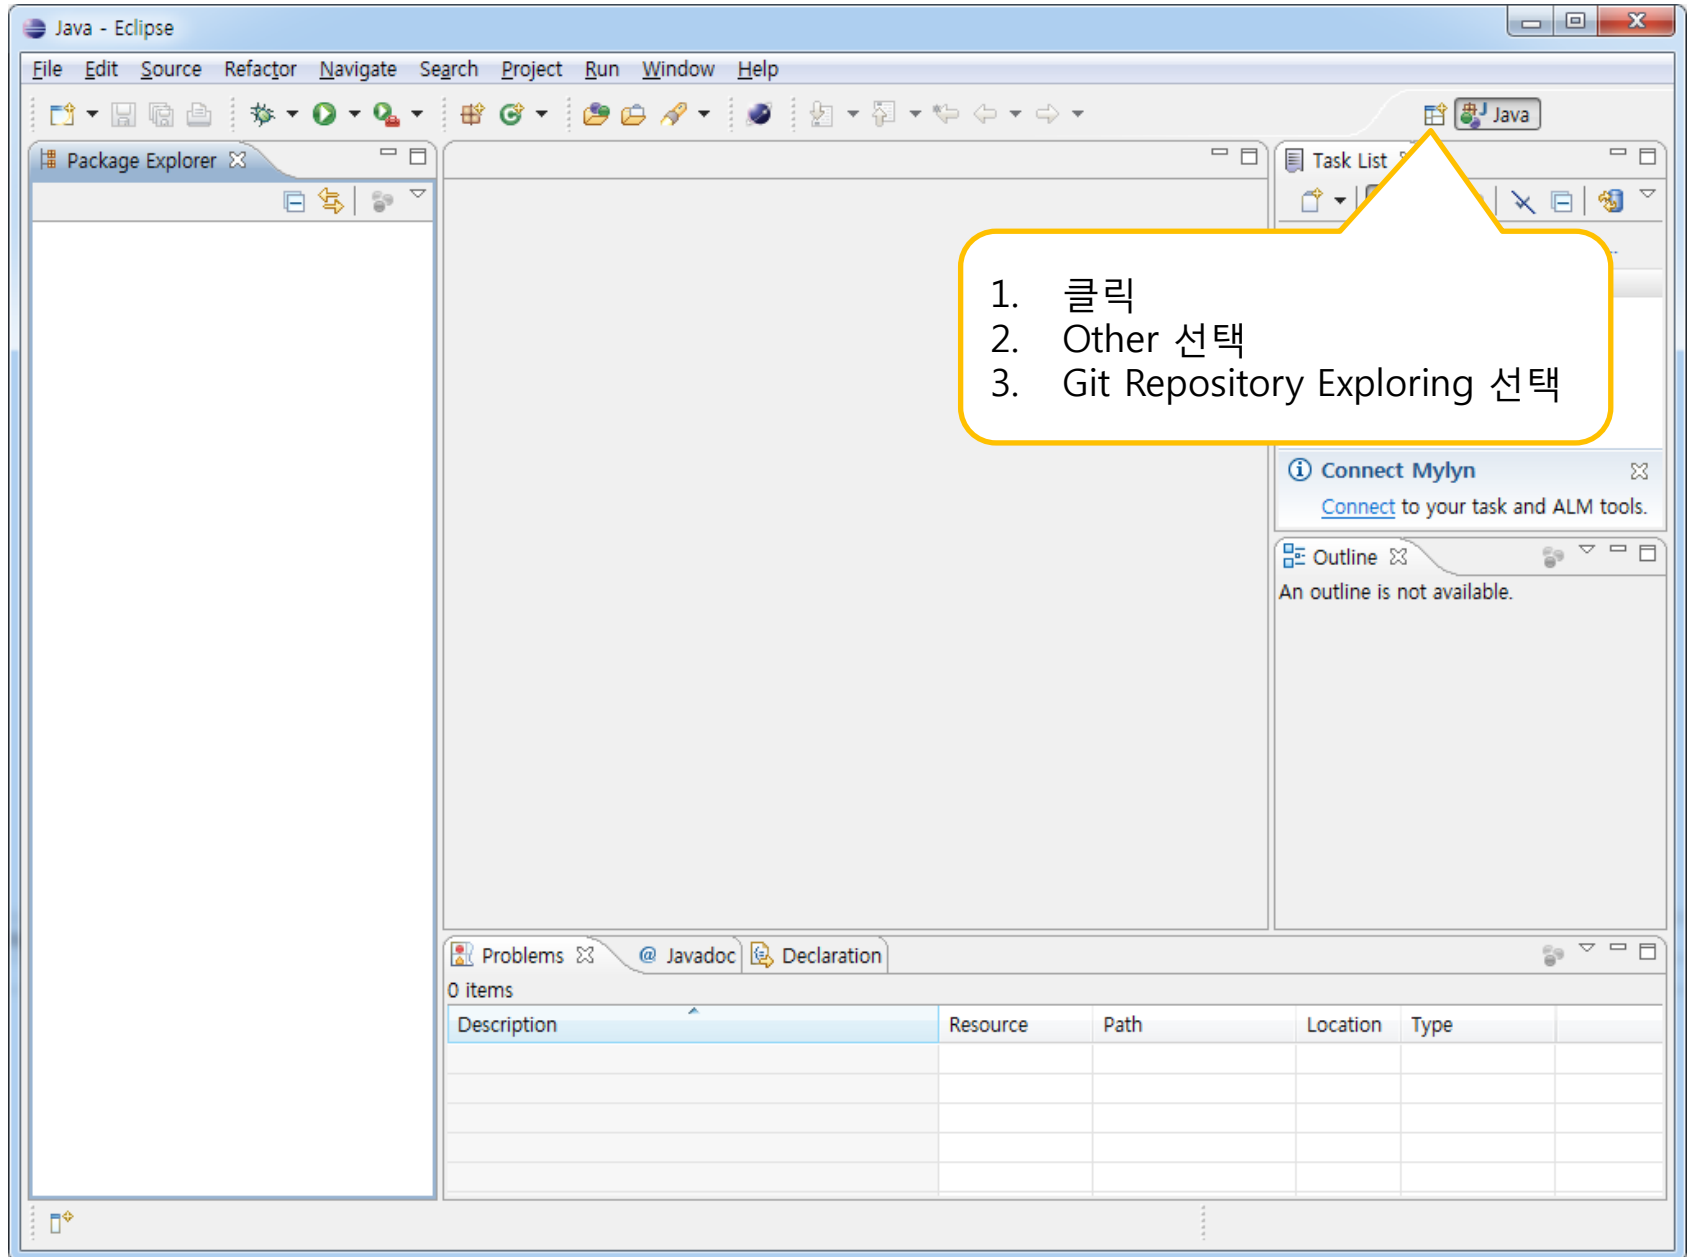 Java - Eclipse
File Edit Source Refactor Navigate Search Project Run Window Help
Java
Package Explorer
Task List
1. 클릭
2. Other 선택
3. Git Repository Exploring 선택
Connect Mylyn
Connect to your task and ALM tools.
Outline
An outline is not available.
Problems @ Javadoc Declaration
0 items
Description Resource Path Location Type